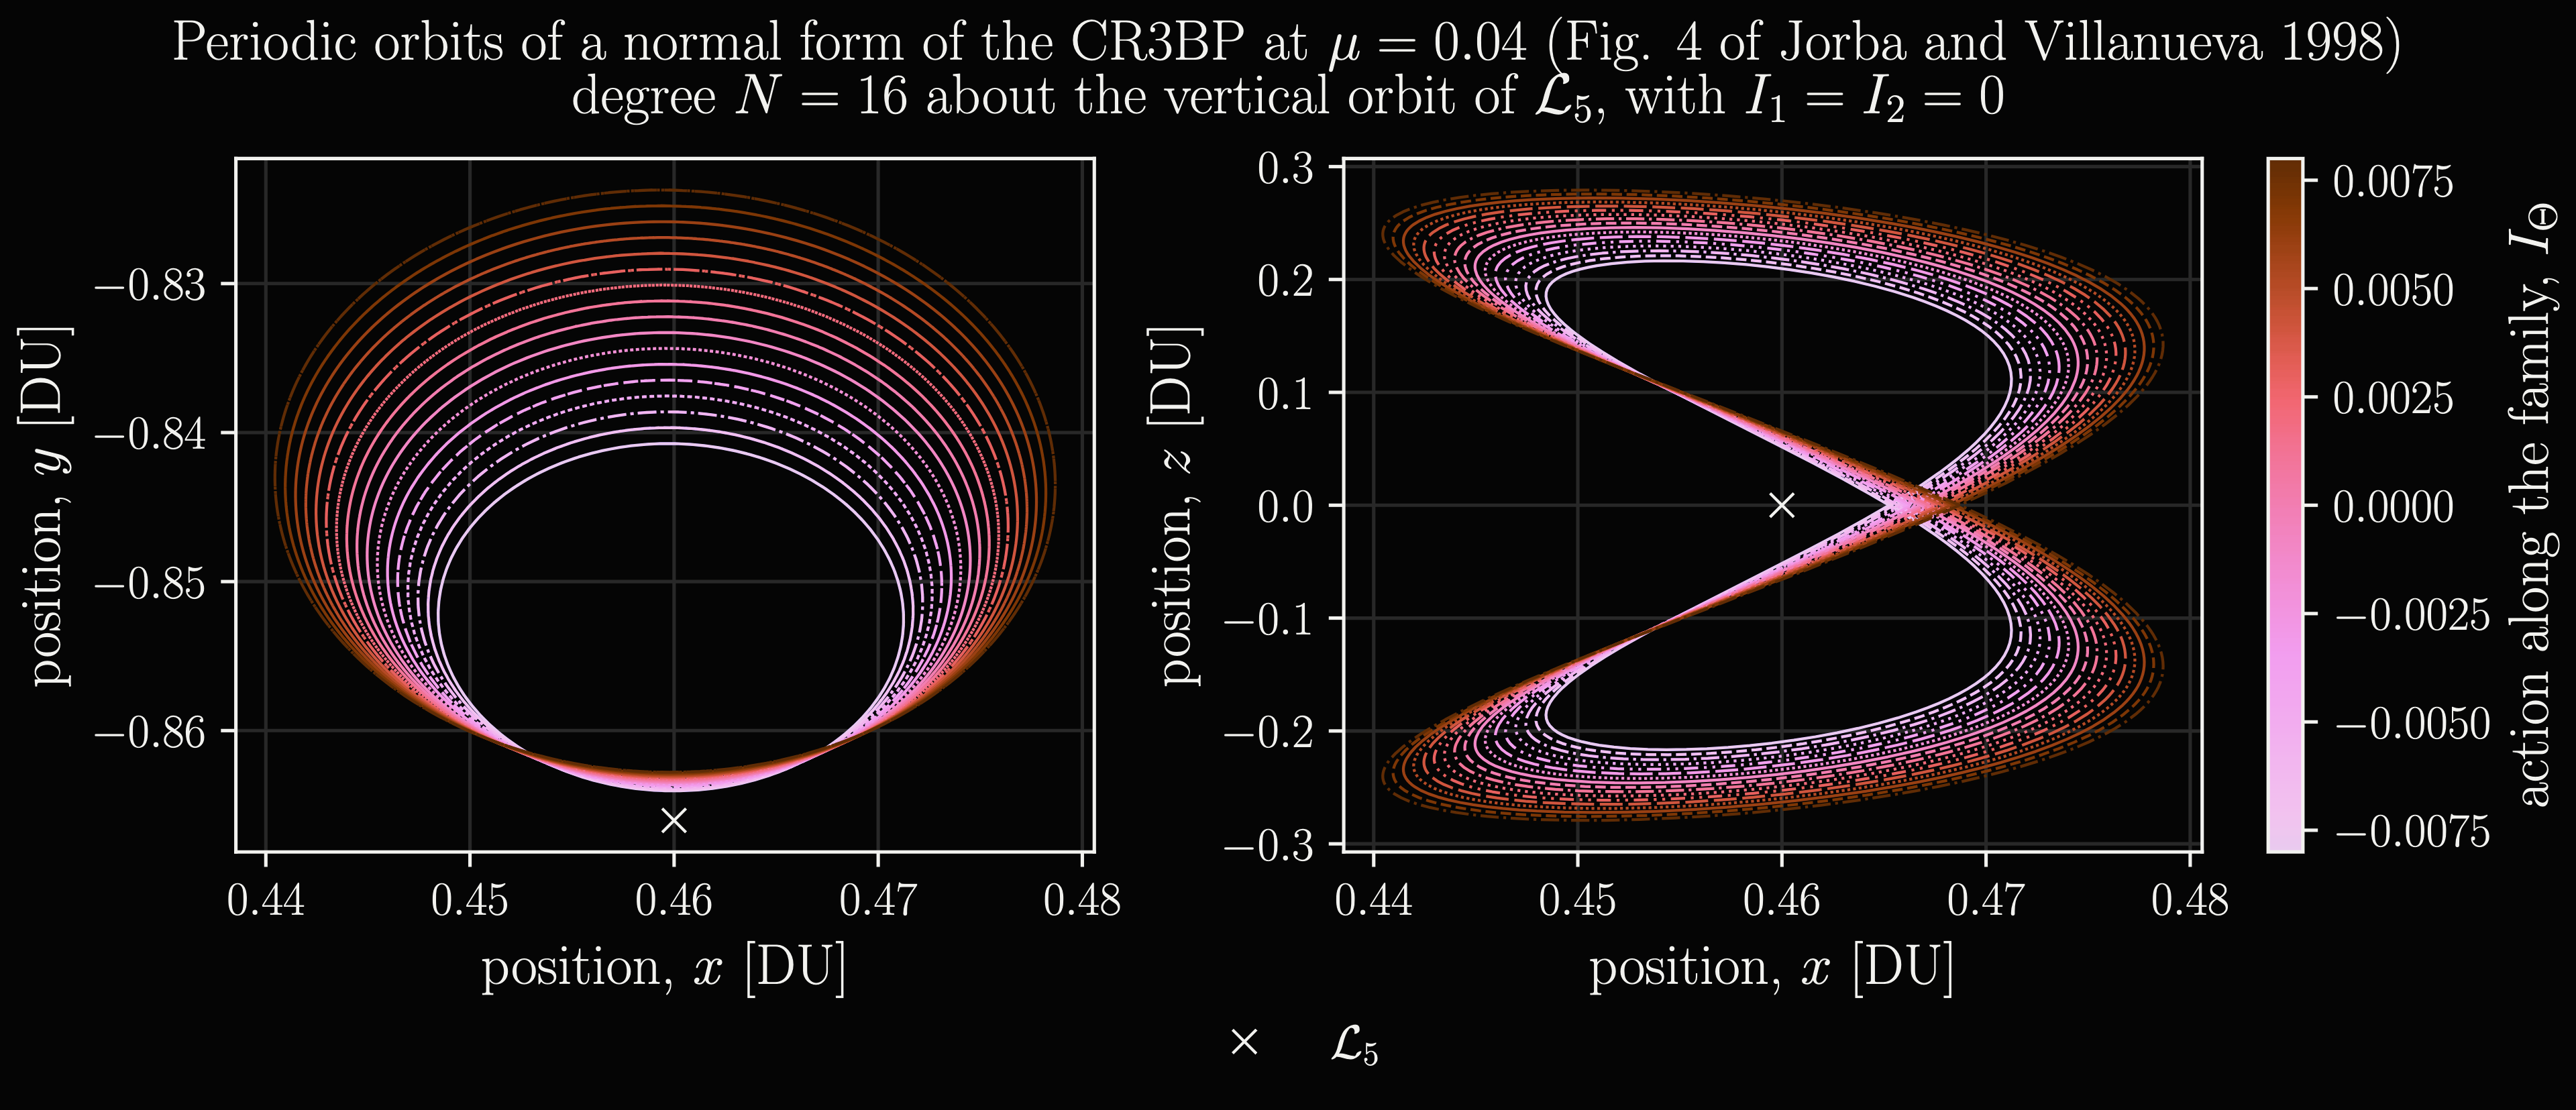 Periodic orbits of a normal form of the CR3BP at μ = 0.04 (Fig. 4 of Jorba and Villanueva 1998)
degree N = 16 about the vertical orbit of 𝓛₅, with I₁ = I₂ = 0
position, y [DU]
−0.83
−0.84
−0.85
−0.86
0.44 0.45 0.46 0.47 0.48
position, x [DU]
position, z [DU]
0.3
0.2
0.1
0.0
−0.1
−0.2
−0.3
0.44 0.45 0.46 0.47 0.48
position, x [DU]
0.0075
0.0050
0.0025
0.0000
−0.0025
−0.0050
−0.0075
action along the family, I_Θ
× 𝓛₅